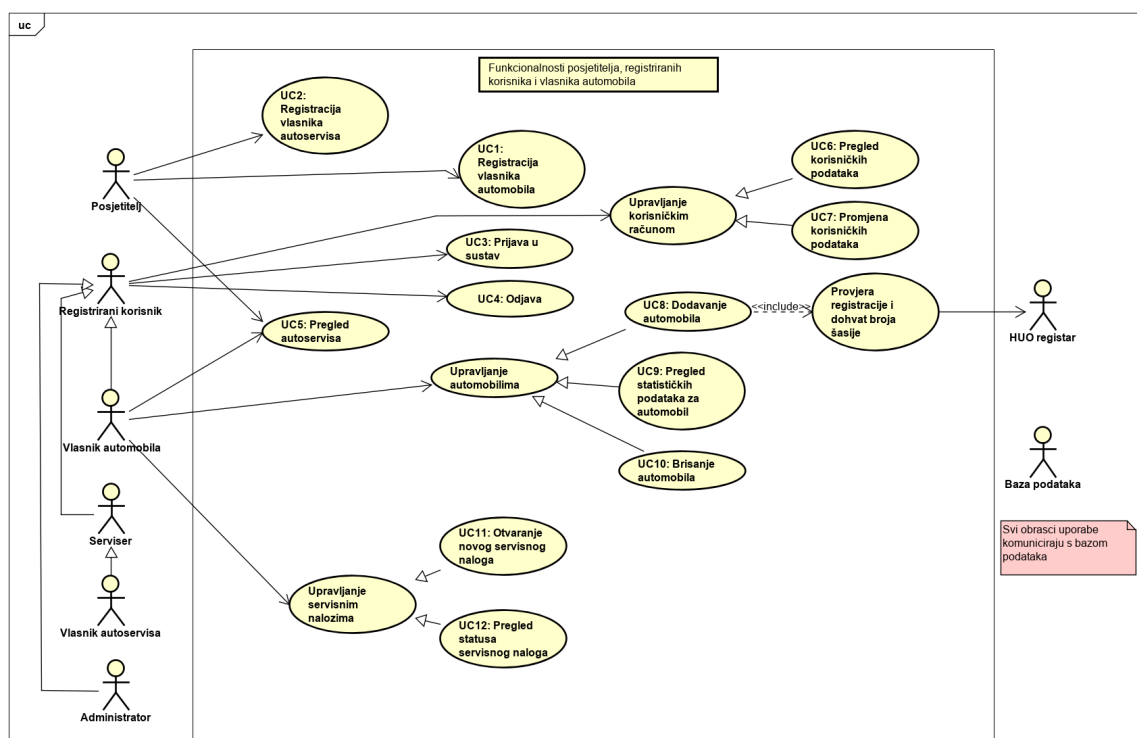 uc
Funkcionalnosti posjetitelja, registriranih
korisnika i vlasnika automobila
UC2:
Registracija
vlasnika
autoservisa
UC1:
Registracija
vlasnika
automobila
UC6: Pregled
korisničkih
podataka
Posjetitelj
Upravljanje
korisničkim
računom
UC7: Promjena
korisničkih
podataka
UC3: Prijava u
sustav
Registrirani korisnik
UC4: Odjava
UC8: Dodavanje
automobila
<<include>>
Provjera
registracije i
dohvat broja
šasije
HUO registar
UC5: Pregled
autoservisa
Upravljanje
automobilima
UC9: Pregled
statističkih
podataka za
automobil
Vlasnik automobila
UC10: Brisanje
automobila
Baza podataka
Serviser
Svi obrasci uporabe
komuniciraju s bazom
podataka
UC11: Otvaranje
novog servisnog
naloga
Upravljanje
servisnim
nalozima
UC12: Pregled
statusa
servisnog naloga
Vlasnik autoservisa
Administrator